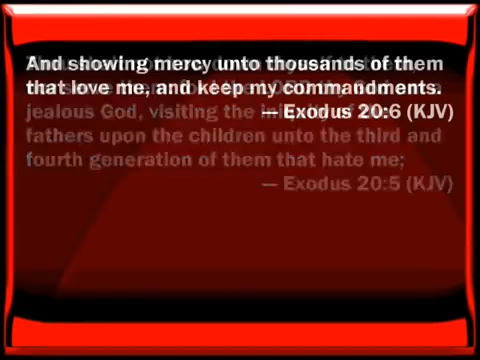 And showing mercy unto thousands of them
that love me, and keep my commandments.
— Exodus 20:6 (KJV)
jealous God, visiting the
fathers upon the children unto the third and
fourth generation of them that hate me;
— Exodus 20:5 (KJV)